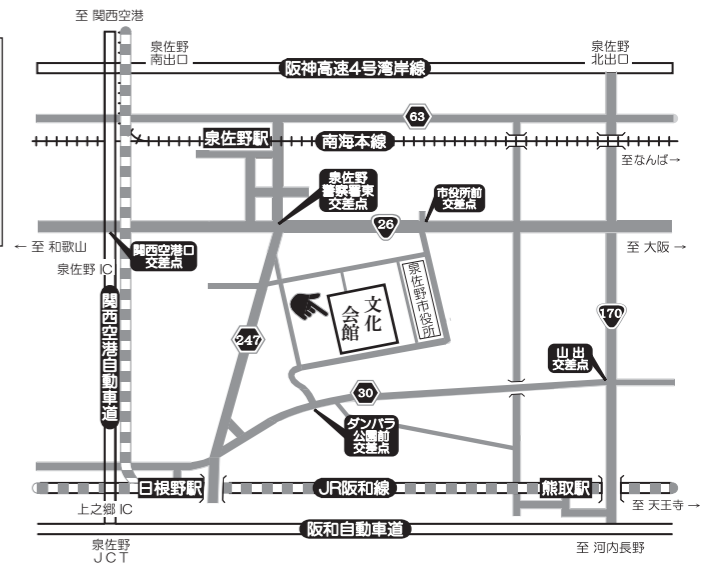 至 関西空港
泉佐野
南出口
阪神高速4号湾岸線
泉佐野
北出口
63
泉佐野駅
南海本線
至なんば→
泉佐野
警察署東
交差点
市役所前
交差点
26
← 至 和歌山
関西空港口
交差点
至 大阪 →
泉佐野 IC
泉佐野市役所
文化
会館
関西空港自動車道
247
170
山出
交差点
30
ダンバラ
公園前
交差点
日根野駅
JR阪和線
熊取駅
上之郷 IC
至 天王寺 →
阪和自動車道
泉佐野
JCT
至 河内長野